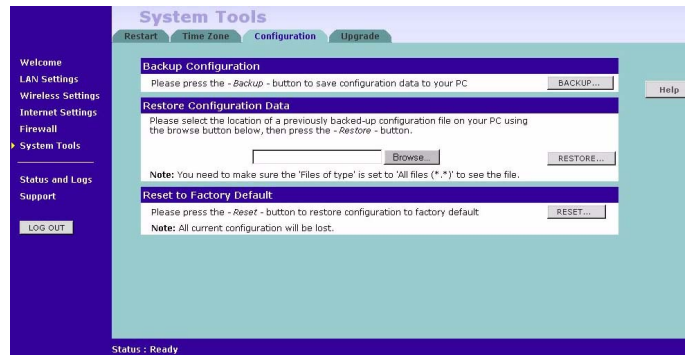 System Tools
Restart Time Zone Configuration Upgrade
Welcome
LAN Settings
Wireless Settings
Internet Settings
Firewall
System Tools
Status and Logs
Support
LOG OUT
Backup Configuration
Please press the - Backup - button to save configuration data to your PC
BACKUP...
Help
Restore Configuration Data
Please select the location of a previously backed-up configuration file on your PC using
the browse button below, then press the - Restore - button.
Browse...
RESTORE...
Note: You need to make sure the 'Files of type' is set to 'All files (*.*)' to see the file.
Reset to Factory Default
Please press the - Reset - button to restore configuration to factory default
RESET...
Note: All current configuration will be lost.
Status : Ready